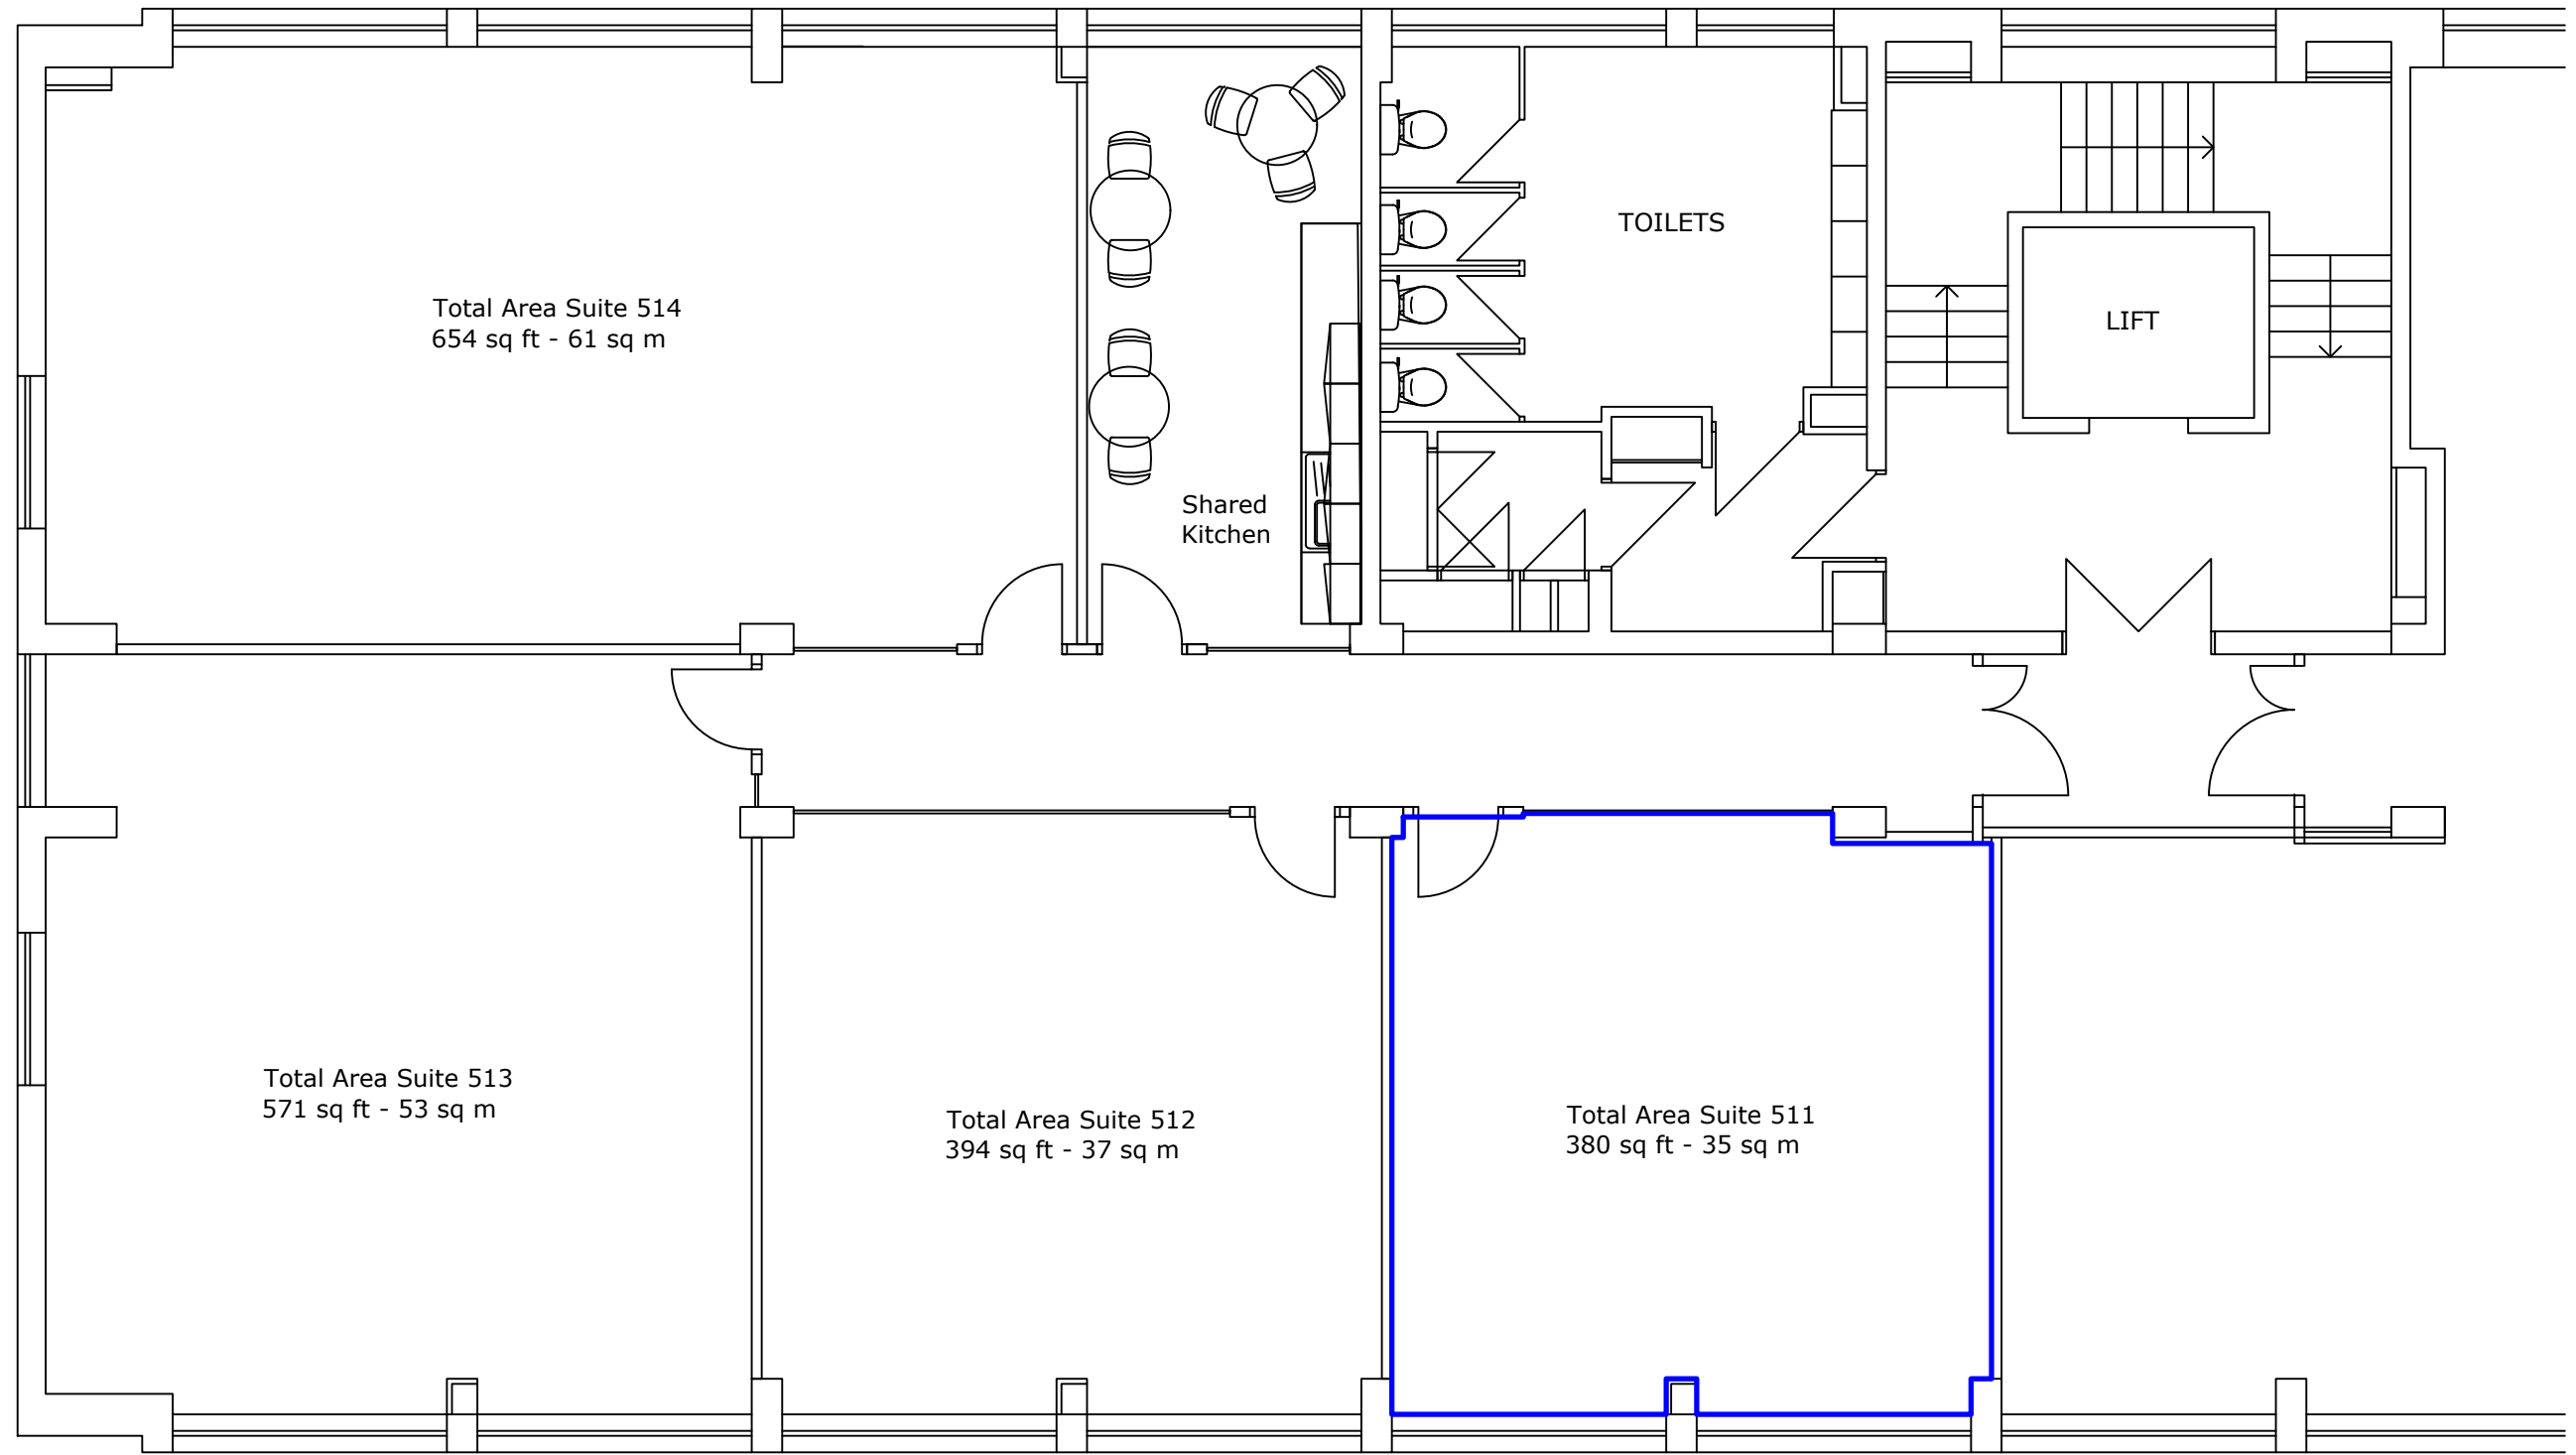 TOILETS
Total Area Suite 514
654 sq ft - 61 sq m
LIFT
Shared
Kitchen
Total Area Suite 513
571 sq ft - 53 sq m
Total Area Suite 512
394 sq ft - 37 sq m
Total Area Suite 511
380 sq ft - 35 sq m